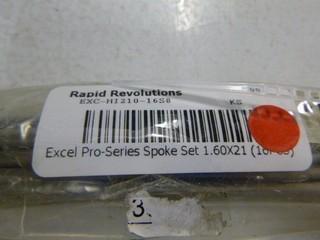 Rapid Revolutions
EXC-HI210-16S8 KS
Excel Pro-Series Spoke Set 1.60X21
3.